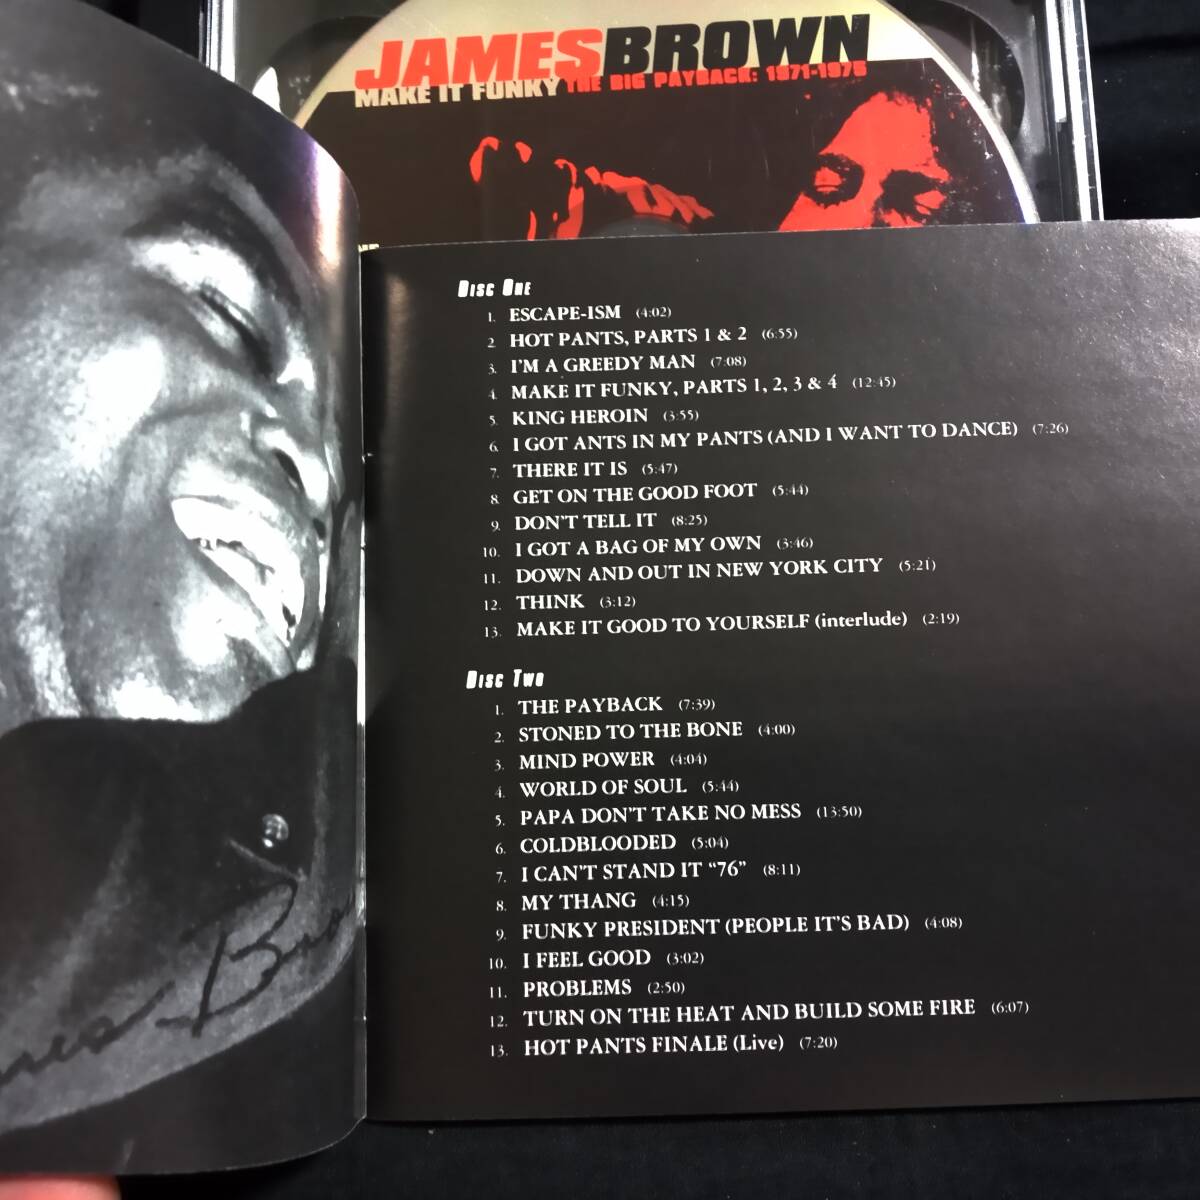 JAMESBROWN
MAKE IT FUNKY THE BIG PAYBACK: 1971-1975
Disc One
1. ESCAPE-ISM (4:02)
2. HOT PANTS, PARTS 1 & 2 (6:55)
3. I'M A GREEDY MAN (7:08)
4. MAKE IT FUNKY, PARTS 1, 2, 3 & 4 (12:45)
5. KING HEROIN (3:55)
6. I GOT ANTS IN MY PANTS (AND I WANT TO DANCE) (7:26)
7. THERE IT IS (5:47)
8. GET ON THE GOOD FOOT (5:44)
9. DON'T TELL IT (8:25)
10. I GOT A BAG OF MY OWN (3:46)
11. DOWN AND OUT IN NEW YORK CITY (5:21)
12. THINK (3:12)
13. MAKE IT GOOD TO YOURSELF (interlude) (2:19)
Disc Two
1. THE PAYBACK (7:39)
2. STONED TO THE BONE (4:00)
3. MIND POWER (4:04)
4. WORLD OF SOUL (5:44)
5. PAPA DON'T TAKE NO MESS (13:50)
6. COLDBLOODED (5:04)
7. I CAN'T STAND IT “76” (8:11)
8. MY THANG (4:15)
9. FUNKY PRESIDENT (PEOPLE IT'S BAD) (4:08)
10. I FEEL GOOD (3:02)
11. PROBLEMS (2:50)
12. TURN ON THE HEAT AND BUILD SOME FIRE (6:07)
13. HOT PANTS FINALE (Live) (7:20)